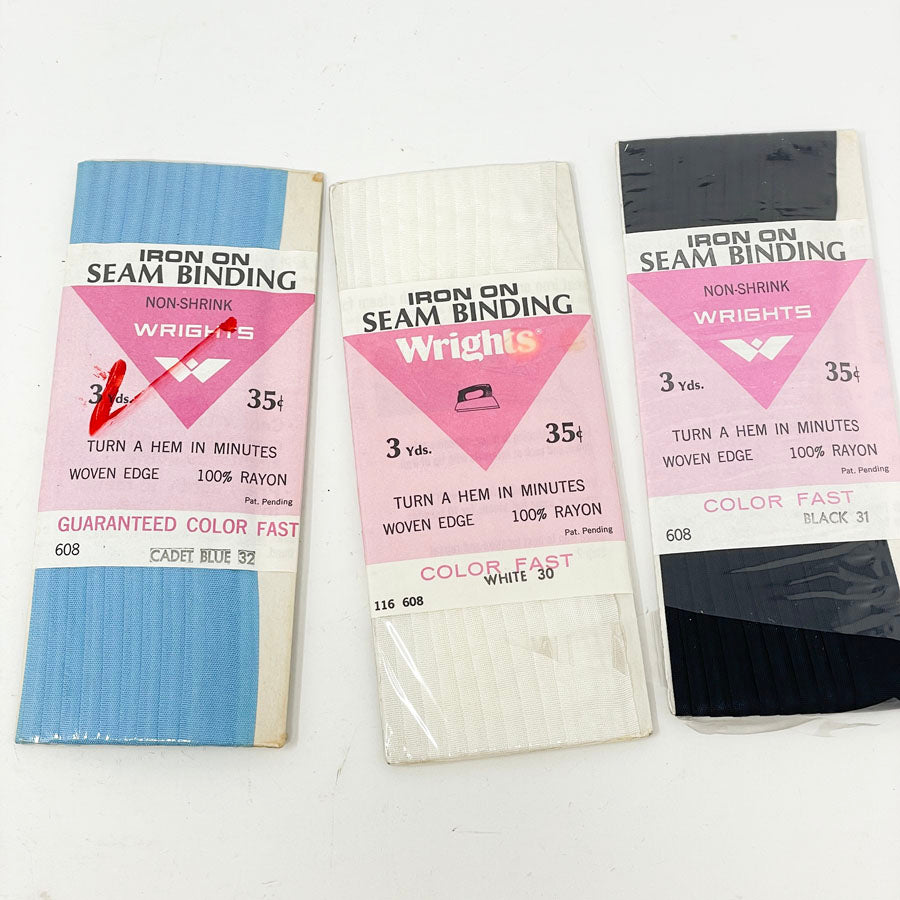 IRON ON
SEAM BINDING
NON-SHRINK
WRIGHTS
3 Yds. 35¢
TURN A HEM IN MINUTES
WOVEN EDGE 100% RAYON
Pat. Pending
GUARANTEED COLOR FAST
608
CADET BLUE 32
IRON ON
SEAM BINDING
Wrights
3 Yds. 35¢
TURN A HEM IN MINUTES
WOVEN EDGE 100% RAYON
Pat. Pending
COLOR FAST
WHITE 30
116 608
IRON ON
SEAM BINDING
NON-SHRINK
WRIGHTS
3 Yds. 35¢
TURN A HEM IN MINUTES
WOVEN EDGE 100% RAYON
Pat. Pending
COLOR FAST
BLACK 31
608